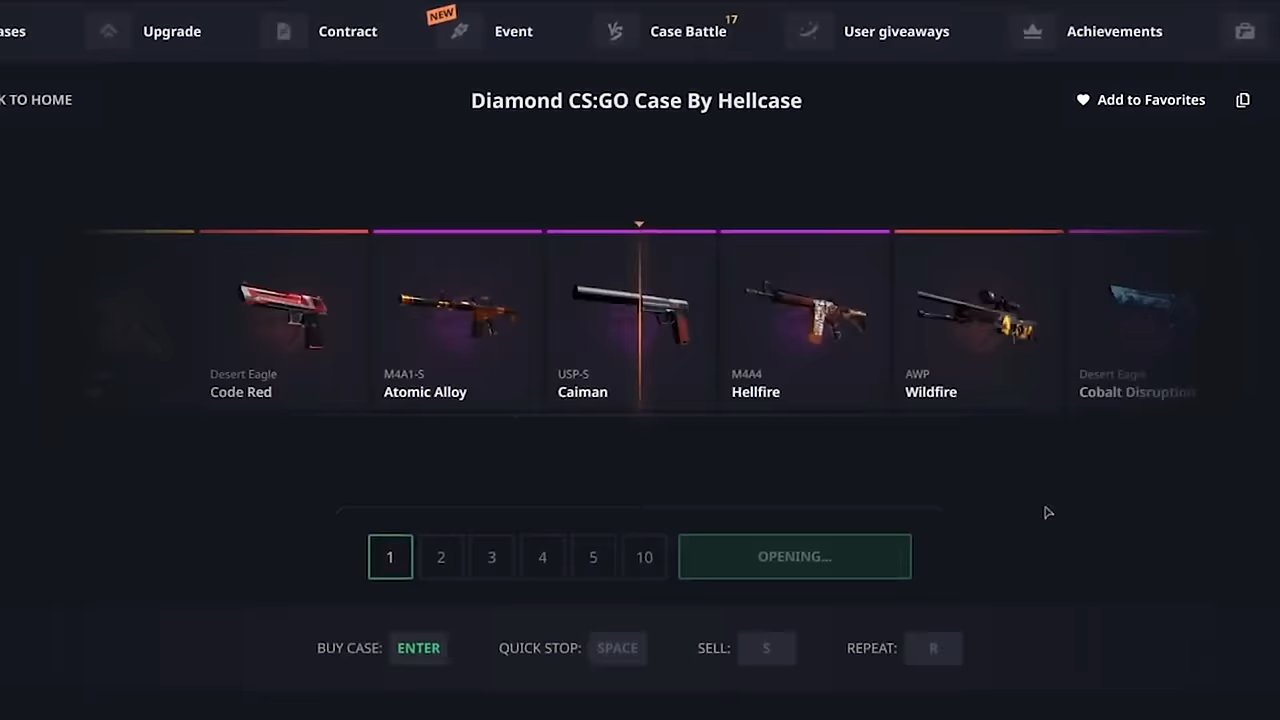 ases
Upgrade
Contract
NEW
Event
VS
Case Battle
17
User giveaways
Achievements
K TO HOME
Diamond CS:GO Case By Hellcase
Add to Favorites
Desert Eagle
Code Red
M4A1-S
Atomic Alloy
USP-S
Caiman
M4A4
Hellfire
AWP
Wildfire
Desert Eagle
Cobalt Disruption
1
2
3
4
5
10
OPENING...
BUY CASE: ENTER
QUICK STOP: SPACE
SELL: S
REPEAT: R